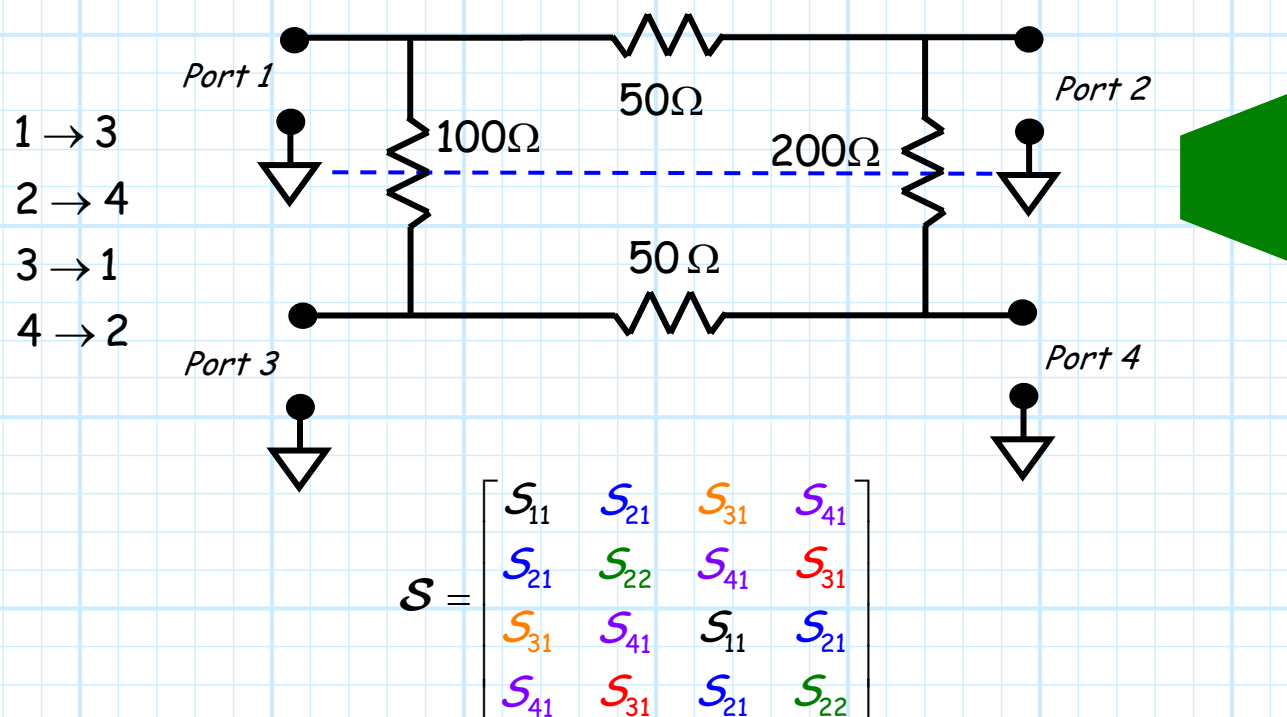 Port 1
50Ω
Port 2
1 → 3
100Ω
200Ω
2 → 4
3 → 1
50 Ω
4 → 2
Port 3
Port 4
S = [ S11 S21 S31 S41
S21 S22 S41 S31
S31 S41 S11 S21
S41 S31 S21 S22 ]